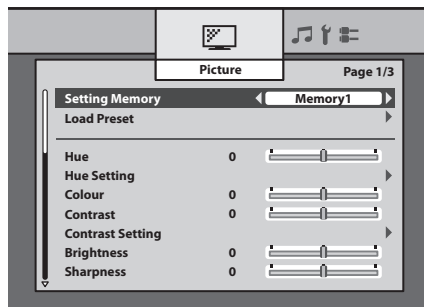 Picture
Page 1/3
Setting Memory Memory1
Load Preset
Hue 0
Hue Setting
Colour 0
Contrast 0
Contrast Setting
Brightness 0
Sharpness 0